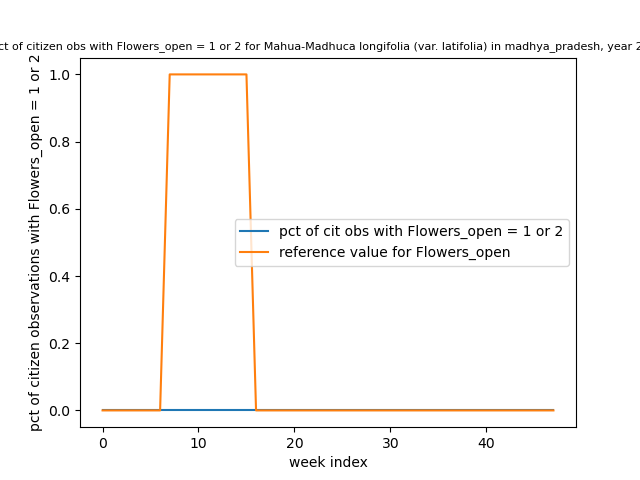 ct of citizen obs with Flowers_open = 1 or 2 for Mahua-Madhuca longifolia (var. latifolia) in madhya_pradesh, year 2
pct of citizen observations with Flowers_open = 1 or 2
1.0
0.8
0.6
0.4
0.2
0.0
pct of cit obs with Flowers_open = 1 or 2
reference value for Flowers_open
0
10
20
30
40
week index